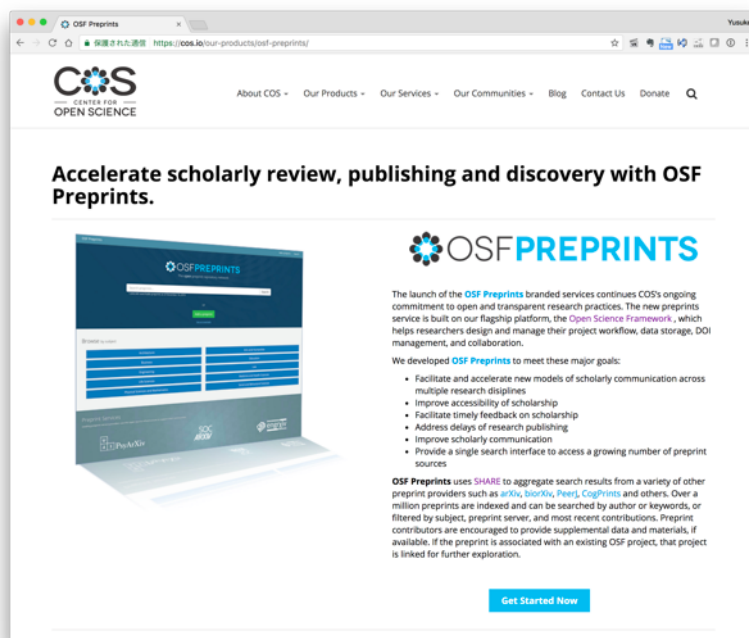 OSF Preprints
Yusuke
保護された通信 https://cos.io/our-products/osf-preprints/
COS
CENTER FOR
OPEN SCIENCE
About COS Our Products Our Services Our Communities Blog Contact Us Donate
Accelerate scholarly review, publishing and discovery with OSF
Preprints.
OSFPREPRINTS
PsyArXiv
SOC
ARXIV
engrxiv
OSFPREPRINTS
The launch of the OSF Preprints branded services continues COS's ongoing
commitment to open and transparent research practices. The new preprints
service is built on our flagship platform, the Open Science Framework , which
helps researchers design and manage their project workflow, data storage, DOI
management, and collaboration.
We developed OSF Preprints to meet these major goals:
• Facilitate and accelerate new models of scholarly communication across
multiple research disiplines
• Improve accessibility of scholarship
• Facilitate timely feedback on scholarship
• Address delays of research publishing
• Improve scholarly communication
• Provide a single search interface to access a growing number of preprint
sources
OSF Preprints uses SHARE to aggregate search results from a variety of other
preprint providers such as arXiv, biorXiv, PeerJ, CogPrints and others. Over a
million preprints are indexed and can be searched by author or keywords, or
filtered by subject, preprint server, and most recent contributions. Preprint
contributors are encouraged to provide supplemental data and materials, if
available. If the preprint is associated with an existing OSF project, that project
is linked for further exploration.
Get Started Now